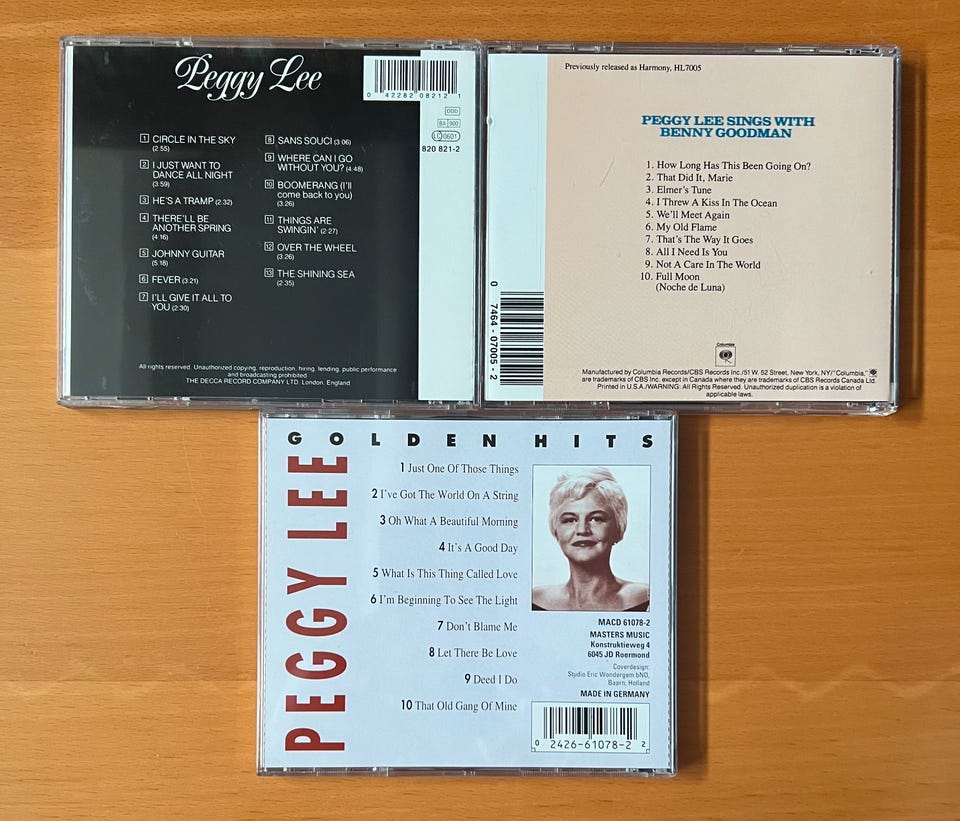 Peggy Lee
0 42282 08212 1
DDD
BA 900
LC 0601
820 821-2
1 CIRCLE IN THE SKY
(2:55)
2 I JUST WANT TO
DANCE ALL NIGHT
(3:59)
3 HE'S A TRAMP (2:32)
4 THERE'LL BE
ANOTHER SPRING
(4:16)
5 JOHNNY GUITAR
(5:18)
6 FEVER (3:21)
7 I'LL GIVE IT ALL TO
YOU (2:30)
8 SANS SOUCI (3:06)
9 WHERE CAN I GO
WITHOUT YOU? (4:48)
10 BOOMERANG (I'll
come back to you)
(3:26)
11 THINGS ARE
SWINGIN' (2:27)
12 OVER THE WHEEL
(3:26)
13 THE SHINING SEA
(2:35)
All rights reserved. Unauthorized copying, reproduction, hiring, lending, public performance
and broadcasting prohibited.
THE DECCA RECORD COMPANY LTD. London, England
Previously released as Harmony, HL7005
PEGGY LEE SINGS WITH
BENNY GOODMAN
1. How Long Has This Been Going On?
2. That Did It, Marie
3. Elmer's Tune
4. I Threw A Kiss In The Ocean
5. We'll Meet Again
6. My Old Flame
7. That's The Way It Goes
8. All I Need Is You
9. Not A Care In The World
10. Full Moon
(Noche de Luna)
0 7464-07005-2
Columbia
Manufactured by Columbia Records/CBS Records Inc./51 W. 52 Street, New York, NY/"Columbia,"
are trademarks of CBS Inc. except in Canada where they are trademarks of CBS Records Canada Ltd.
Printed in U.S.A./WARNING: All Rights Reserved. Unauthorized duplication is a violation of
applicable laws.
GOLDEN HITS
PEGGY LEE
1 Just One Of Those Things
2 I've Got The World On A String
3 Oh What A Beautiful Morning
4 It's A Good Day
5 What Is This Thing Called Love
6 I'm Beginning To See The Light
7 Don't Blame Me
8 Let There Be Love
9 Deed I Do
10 That Old Gang Of Mine
MACD 61078-2
MASTERS MUSIC
Konstruktieweg 4
6045 JD Roermond
Coverdesign:
Studio Eric Wondergem bNO,
Baarn, Holland
MADE IN GERMANY
0 2426-61078-2 2